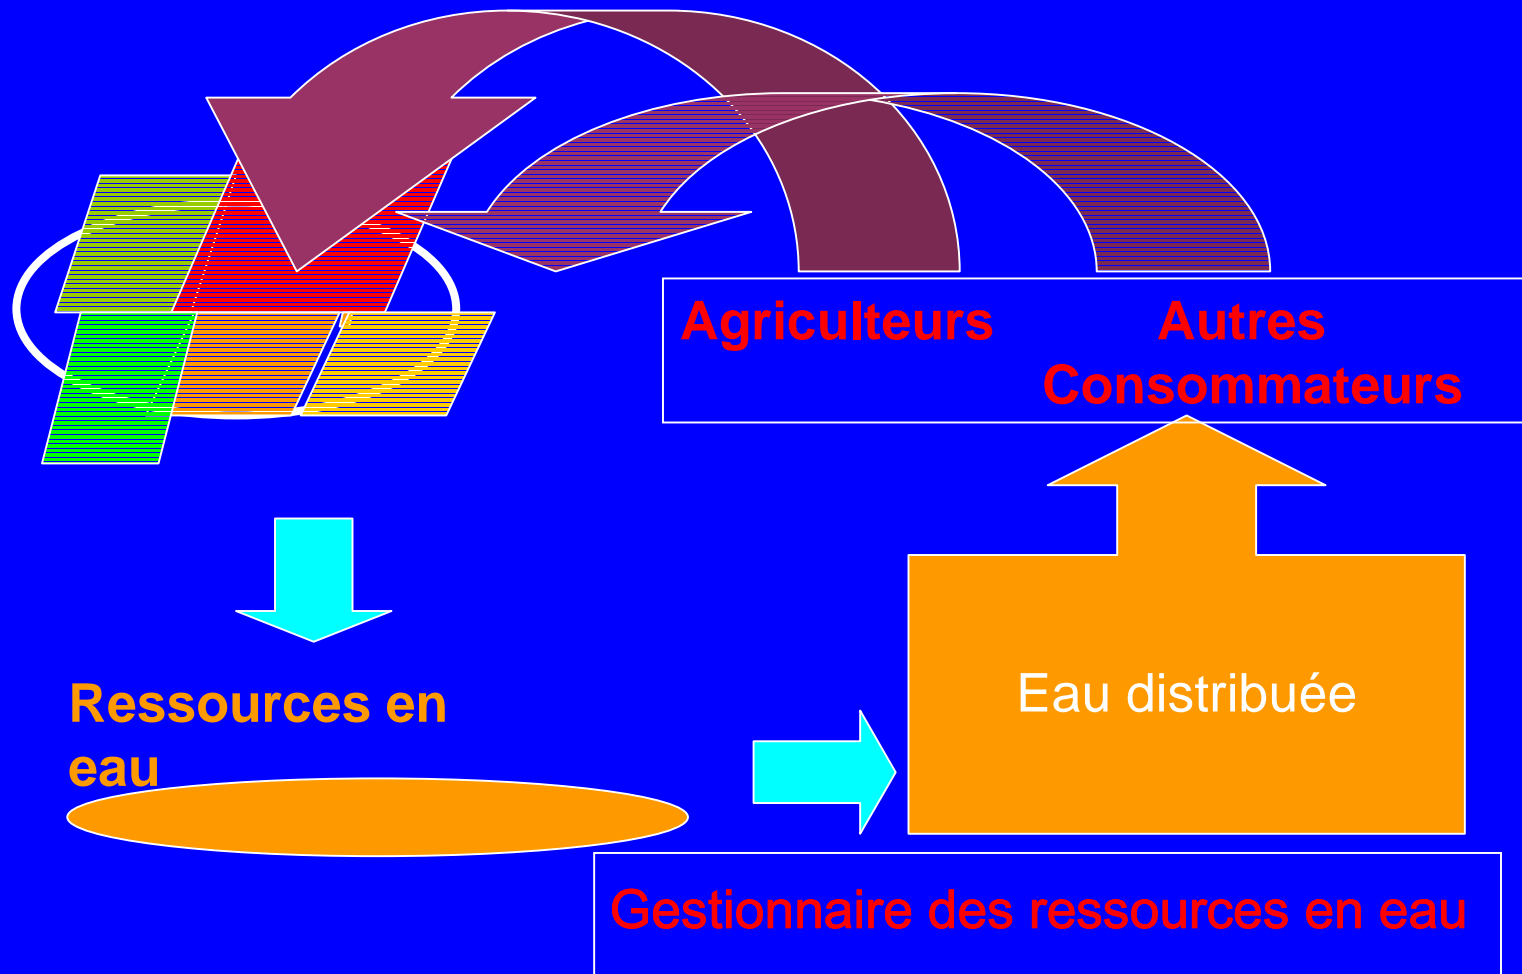 Agriculteurs
Autres
Consommateurs
Ressources en
eau
Eau distribuée
Gestionnaire des ressources en eau